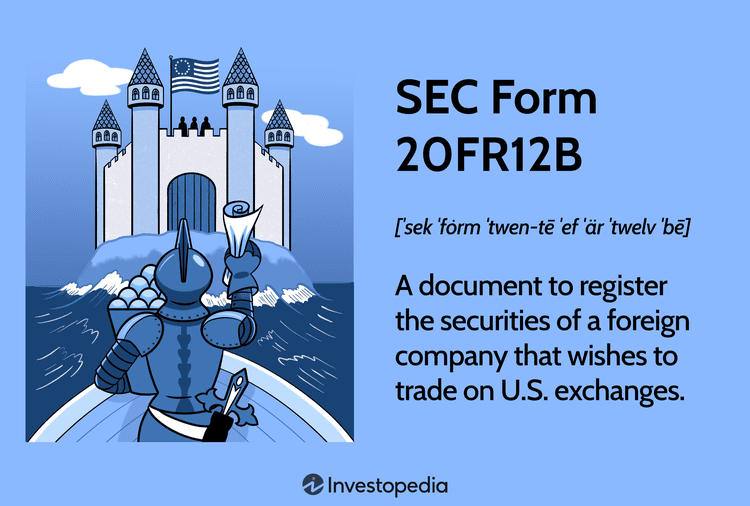 SEC Form
20FR12B
[ˈsek ˈfȯrm ˈtwen-tē ˈef ˈär ˈtwelv ˈbē]
A document to register
the securities of a foreign
company that wishes to
trade on U.S. exchanges.
Investopedia